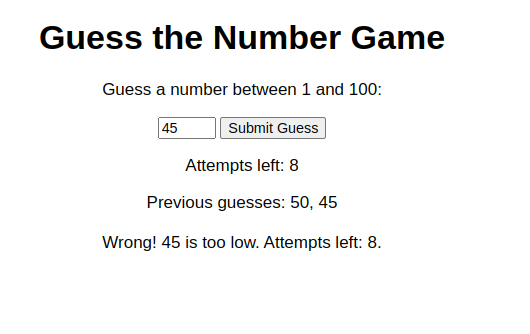 Guess the Number Game
Guess a number between 1 and 100:
45 Submit Guess
Attempts left: 8
Previous guesses: 50, 45
Wrong! 45 is too low. Attempts left: 8.